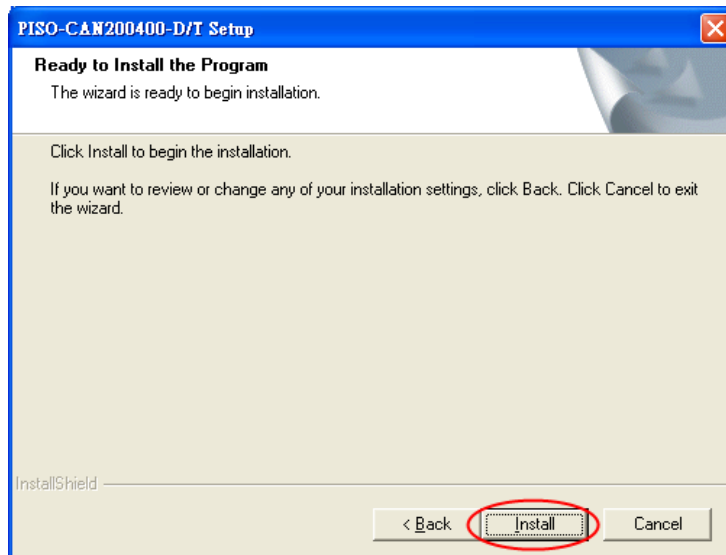 PISO-CAN200400-D/T Setup
Ready to Install the Program
The wizard is ready to begin installation.
Click Install to begin the installation.
If you want to review or change any of your installation settings, click Back. Click Cancel to exit
the wizard.
InstallShield
< Back Install Cancel